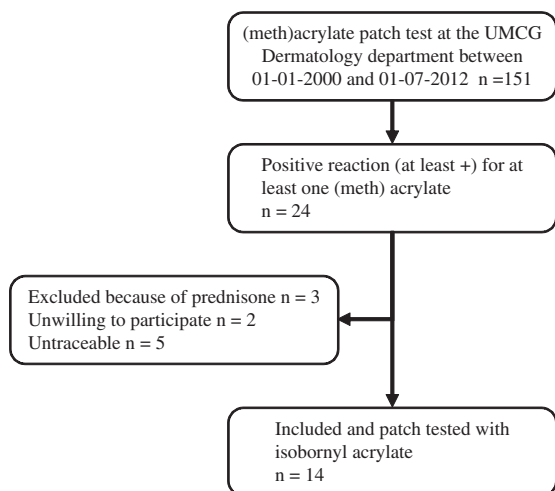 (meth)acrylate patch test at the UMCG
Dermatology department between
01-01-2000 and 01-07-2012 n =151
Positive reaction (at least +) for at
least one (meth) acrylate
n = 24
Excluded because of prednisone n = 3
Unwilling to participate n = 2
Untraceable n = 5
Included and patch tested with
isobornyl acrylate
n = 14